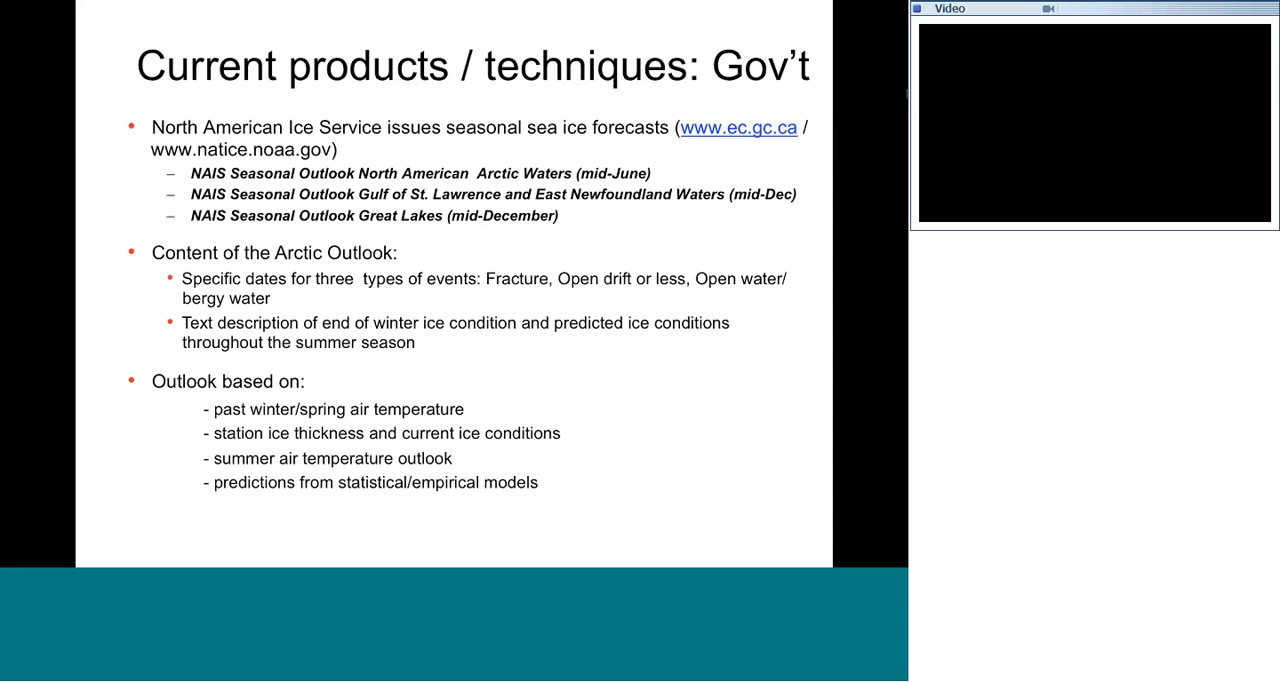 Current products / techniques: Gov't
• North American Ice Service issues seasonal sea ice forecasts (www.ec.gc.ca /
www.natice.noaa.gov)
– NAIS Seasonal Outlook North American Arctic Waters (mid-June)
– NAIS Seasonal Outlook Gulf of St. Lawrence and East Newfoundland Waters (mid-Dec)
– NAIS Seasonal Outlook Great Lakes (mid-December)
• Content of the Arctic Outlook:
• Specific dates for three types of events: Fracture, Open drift or less, Open water/
bergy water
• Text description of end of winter ice condition and predicted ice conditions
throughout the summer season
• Outlook based on:
- past winter/spring air temperature
- station ice thickness and current ice conditions
- summer air temperature outlook
- predictions from statistical/empirical models
Video